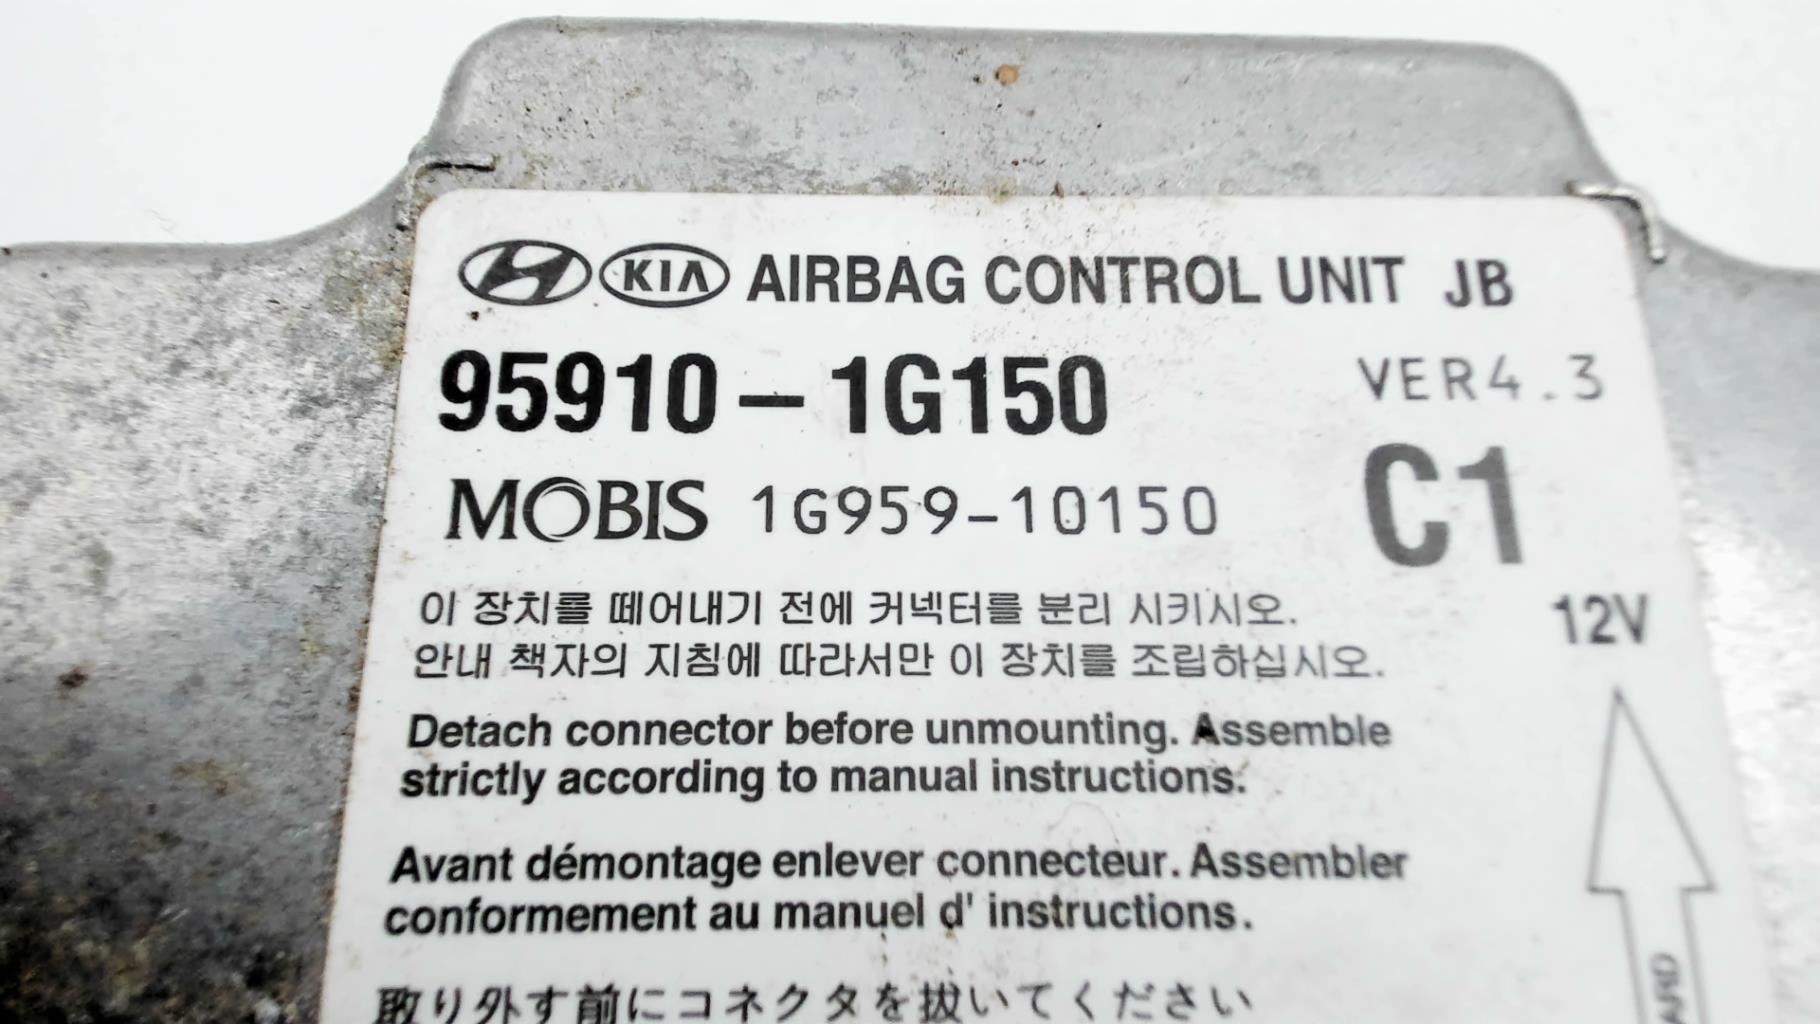 KIA AIRBAG CONTROL UNIT JB
95910-1G150 VER4.3
MOBIS 1G959-10150 C1
이 장치를 떼어내기 전에 커넥터를 분리 시키시오.
안내 책자의 지침에 따라서만 이 장치를 조립하십시오.
12V
Detach connector before unmounting. Assemble
strictly according to manual instructions.
Avant démontage enlever connecteur. Assembler
conformement au manuel d' instructions.
取り外す前にコネクタを抜いてください